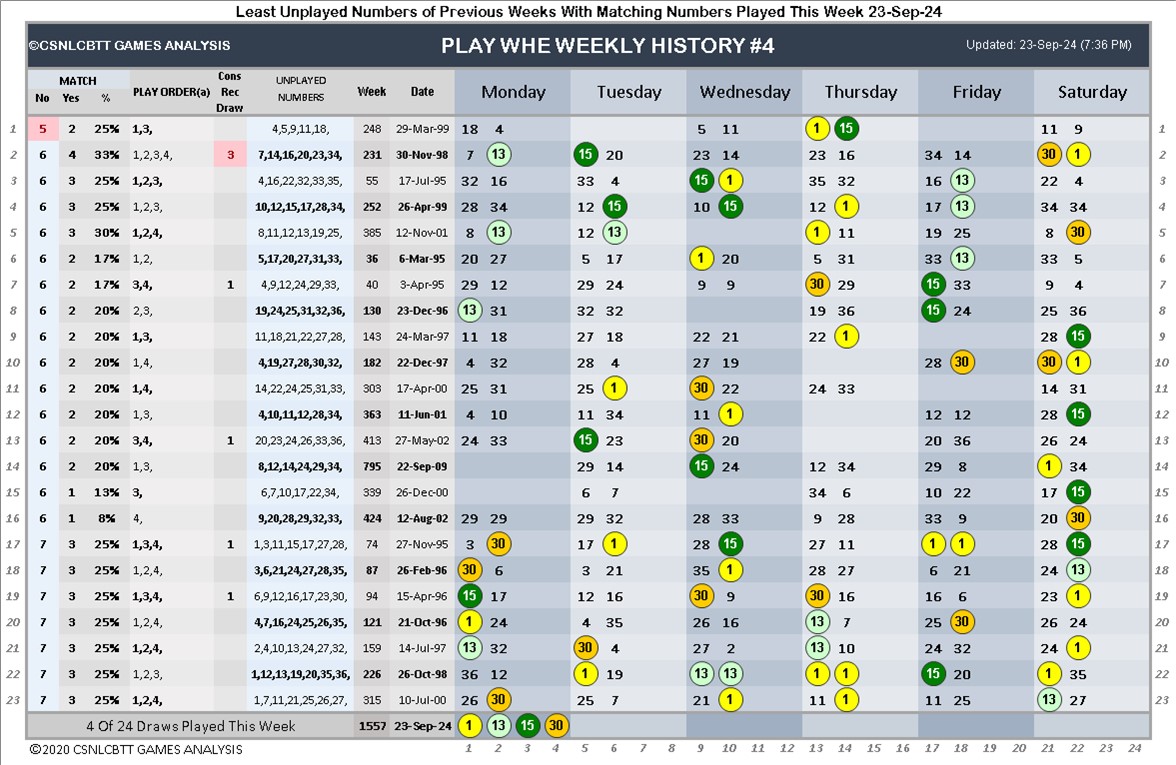 Least Unplayed Numbers of Previous Weeks With Matching Numbers Played This Week 23-Sep-24
©CSNLCBTT GAMES ANALYSIS PLAY WHE WEEKLY HISTORY #4 Updated: 23-Sep-24 (7:36 PM)
MATCH PLAY ORDER(a) Cons Rec Draw UNPLAYED NUMBERS Week Date Monday Tuesday Wednesday Thursday Friday Saturday
No Yes %
1 5 2 25% 1,3, 4,5,9,11,18, 248 29-Mar-99 18 4 5 11 1 15 11 9 1
2 6 4 33% 1,2,3,4, 3 7,14,16,20,23,34, 231 30-Nov-98 7 13 15 20 23 14 23 16 34 14 30 1 2
3 6 3 25% 1,2,3, 4,16,22,32,33,35, 55 17-Jul-95 32 16 33 4 15 1 35 32 16 13 22 4 3
4 6 3 25% 1,2,3, 10,12,15,17,28,34, 252 26-Apr-99 28 34 12 15 10 15 12 1 17 13 34 34 4
5 6 3 30% 1,2,4, 8,11,12,13,19,25, 385 12-Nov-01 8 13 12 13 1 11 19 25 8 30 5
6 6 2 17% 1,2, 5,17,20,27,31,33, 36 6-Mar-95 20 27 5 17 1 20 5 31 33 13 33 5 6
7 6 2 17% 3,4, 1 4,9,12,24,29,33, 40 3-Apr-95 29 12 29 24 9 9 30 29 15 33 9 4 7
8 6 2 20% 2,3, 19,24,25,31,32,36, 130 23-Dec-96 13 31 32 32 19 36 15 24 25 36 8
9 6 2 20% 1,3, 11,18,21,22,27,28, 143 24-Mar-97 11 18 27 18 22 21 22 1 28 15 9
10 6 2 20% 1,4, 4,19,27,28,30,32, 182 22-Dec-97 4 32 28 4 27 19 28 30 30 1 10
11 6 2 20% 1,4, 14,22,24,25,31,33, 303 17-Apr-00 25 31 25 1 30 22 24 33 14 31 11
12 6 2 20% 1,3, 4,10,11,12,28,34, 363 11-Jun-01 4 10 11 34 11 1 12 12 28 15 12
13 6 2 20% 3,4, 1 20,23,24,26,33,36, 413 27-May-02 24 33 15 23 30 20 20 36 26 24 13
14 6 2 20% 1,3, 8,12,14,24,29,34, 795 22-Sep-09 29 14 15 24 12 34 29 8 1 34 14
15 6 1 13% 3, 6,7,10,17,22,34, 339 26-Dec-00 6 7 34 6 10 22 17 15 15
16 6 1 8% 4, 9,20,28,29,32,33, 424 12-Aug-02 29 29 29 32 28 33 9 28 33 9 20 30 16
17 7 3 25% 1,3,4, 1 1,3,11,15,17,27,28, 74 27-Nov-95 3 30 17 1 28 15 27 11 1 1 28 15 17
18 7 3 25% 1,2,4, 3,6,21,24,27,28,35, 87 26-Feb-96 30 6 3 21 35 1 28 27 6 21 24 13 18
19 7 3 25% 1,3,4, 1 6,9,12,16,17,23,30, 94 15-Apr-96 15 17 12 16 30 9 30 16 16 6 23 1 19
20 7 3 25% 1,2,4, 4,7,16,24,25,26,35, 121 21-Oct-96 1 24 4 35 26 16 13 7 25 30 26 24 20
21 7 3 25% 1,2,4, 2,4,10,13,24,27,32, 159 14-Jul-97 13 32 30 4 27 2 13 10 24 32 24 1 21
22 7 3 25% 1,2,3, 1,12,13,19,20,35,36, 226 26-Oct-98 36 12 1 19 13 13 1 1 15 20 1 35 22
23 7 3 25% 1,2,4, 1,7,11,21,25,26,27, 315 10-Jul-00 26 30 25 7 21 1 11 1 11 25 13 27 23
4 Of 24 Draws Played This Week 1557 23-Sep-24 1 13 15 30
©2020 CSNLCBTT GAMES ANALYSIS 1 2 3 4 5 6 7 8 9 10 11 12 13 14 15 16 17 18 19 20 21 22 23 24